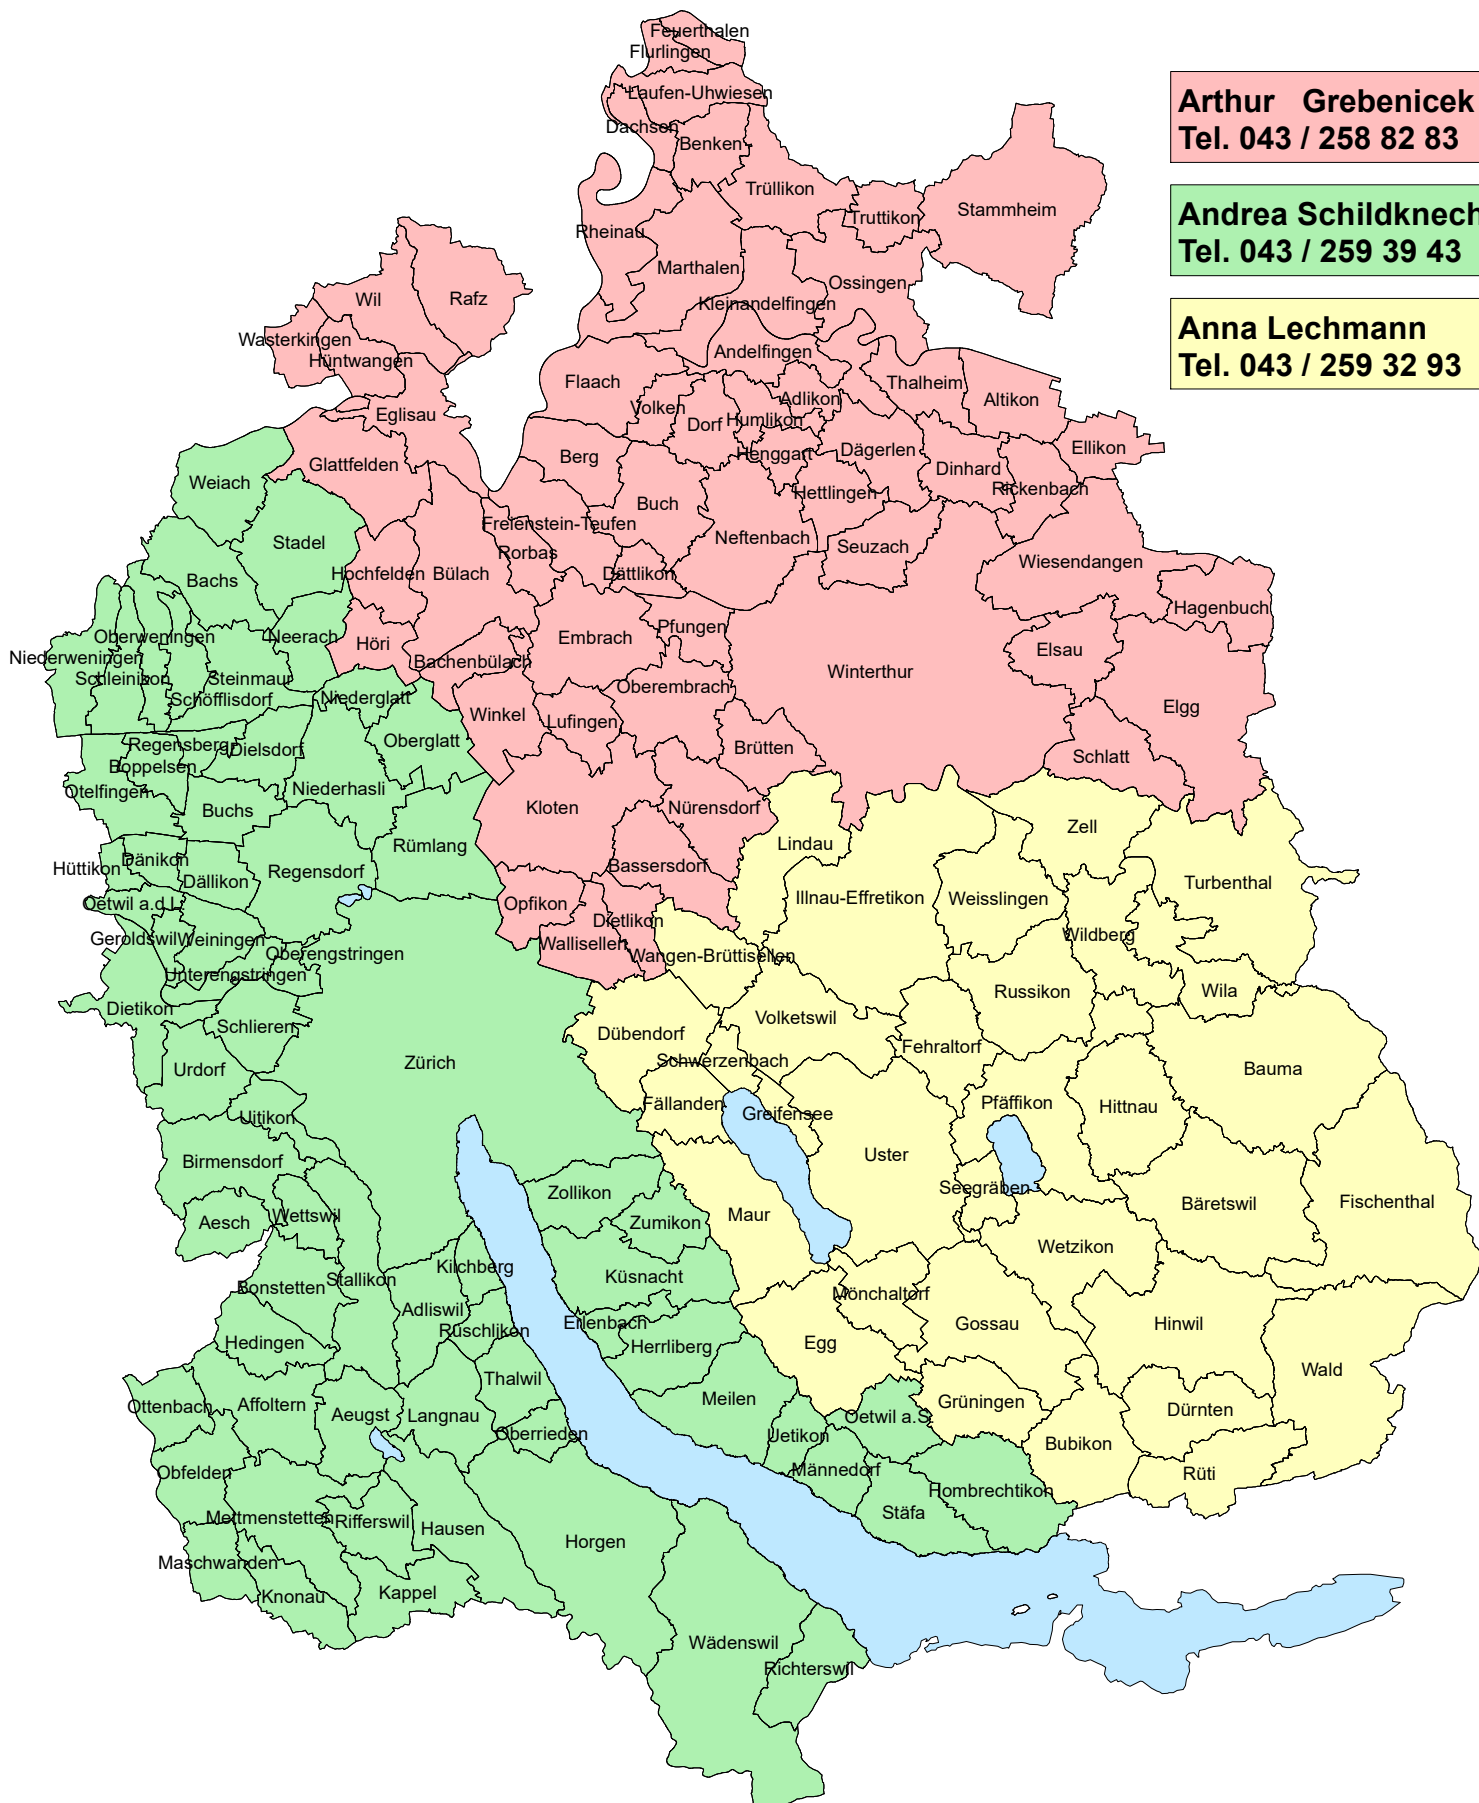 Feuerthalen
Flurlingen
Laufen-Uhwiesen
Dachsen
Benken
Trüllikon
Truttikon
Stammheim
Rheinau
Marthalen
Ossingen
Kleinandelfingen
Wil
Rafz
Wasterkingen
Hüntwangen
Eglisau
Andelfingen
Flaach
Volken
Dorf
Humlikon
Adlikon
Thalheim
Altikon
Henggart
Dägerlen
Dinhard
Rickenbach
Ellikon
Berg
Buch
Hettlingen
Glattfelden
Weiach
Stadel
Freienstein-Teufen
Rorbas
Dättlikon
Neftenbach
Seuzach
Wiesendangen
Hagenbuch
Bachs
Hochfelden
Bülach
Höri
Bachenbülach
Embrach
Pfungen
Winterthur
Elsau
Elgg
Oberweningen
Niederweningen
Schleinikon
Schöfflisdorf
Steinmaur
Neerach
Niederglatt
Oberglatt
Winkel
Lufingen
Oberembrach
Brütten
Schlatt
Regensberg
Dielsdorf
Boppelsen
Otelfingen
Buchs
Niederhasli
Rümlang
Kloten
Nürensdorf
Bassersdorf
Lindau
Zell
Turbenthal
Hüttikon
Dänikon
Dällikon
Regensdorf
Opfikon
Dietlikon
Wallisellen
Wangen-Brüttisellen
Illnau-Effretikon
Weisslingen
Wildberg
Wila
Oetwil a.d.L.
Geroldswil
Weiningen
Unterengstringen
Oberengstringen
Dietikon
Schlieren
Urdorf
Zürich
Dübendorf
Volketswil
Schwerzenbach
Fehraltorf
Russikon
Bauma
Uitikon
Birmensdorf
Aesch
Wettswil
Fällanden
Greifensee
Uster
Pfäffikon
Hittnau
Seegräben
Bäretswil
Fischenthal
Zollikon
Zumikon
Maur
Wetzikon
Bonstetten
Stallikon
Kilchberg
Adliswil
Rüschlikon
Küsnacht
Erlenbach
Herrliberg
Mönchaltorf
Egg
Gossau
Hinwil
Wald
Hedingen
Ottenbach
Affoltern
Aeugst
Langnau
Thalwil
Oberrieden
Meilen
Uetikon
Oetwil a.S.
Männedorf
Grüningen
Bubikon
Dürnten
Rüti
Obfelden
Mettmenstetten
Rifferswil
Hausen
Horgen
Stäfa
Hombrechtikon
Maschwanden
Knonau
Kappel
Wädenswil
Richterswil
Arthur Grebenicek
Tel. 043 / 258 82 83
Andrea Schildknech
Tel. 043 / 259 39 43
Anna Lechmann
Tel. 043 / 259 32 93